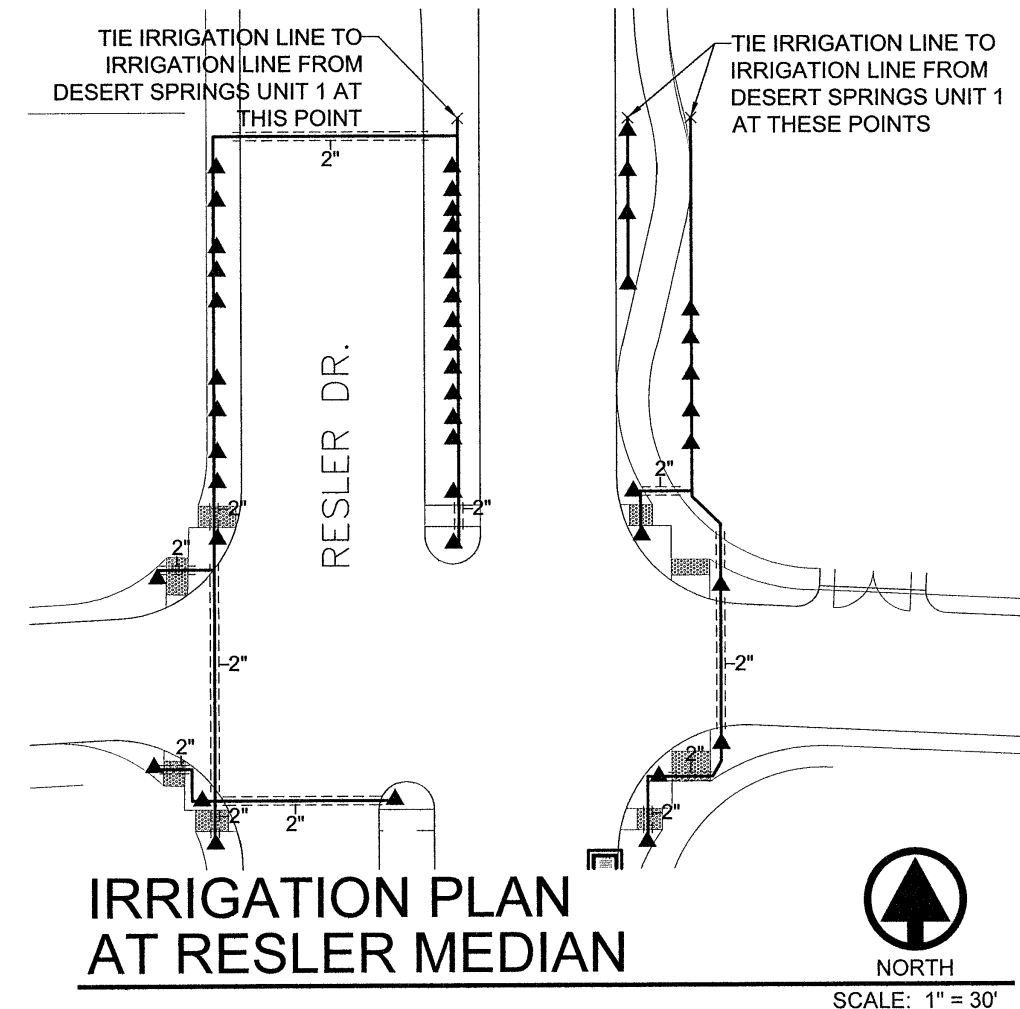 TIE IRRIGATION LINE TO
IRRIGATION LINE FROM
DESERT SPRINGS UNIT 1 AT
THIS POINT
TIE IRRIGATION LINE TO
IRRIGATION LINE FROM
DESERT SPRINGS UNIT 1
AT THESE POINTS
2"
RESLER DR.
2"
2"
2"
2"
2"
2"
2"
2"
2"
2"
2"
2"
IRRIGATION PLAN
AT RESLER MEDIAN
NORTH
SCALE: 1" = 30'